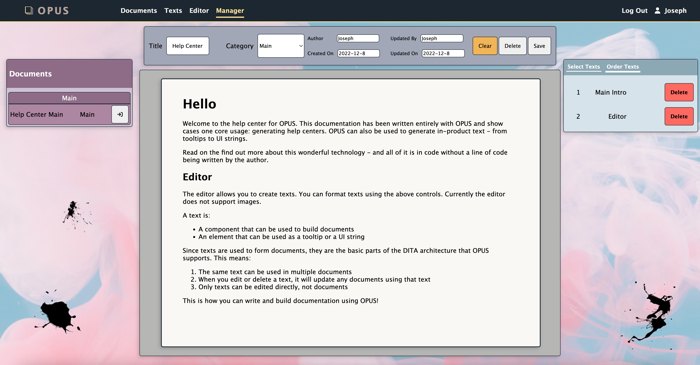 OPUS Documents Texts Editor Manager Log Out Joseph
Title Help Center Category Main Author Joseph Updated By Joseph Clear Delete Save
Created On 2022-12-8 Updated On 2022-12-8
Documents
Main
Help Center Main Main
Select Texts Order Texts
1 Main Intro Delete
2 Editor Delete
Hello
Welcome to the help center for OPUS. This documentation has been written entirely with OPUS and show
cases one core usage: generating help centers. OPUS can also be used to generate in-product text - from
tooltips to UI strings.
Read on the find out more about this wonderful technology - and all of it is in code without a line of code
being written by the author.
Editor
The editor allows you to create texts. You can format texts using the above controls. Currently the editor
does not support images.
A text is:
• A component that can be used to build documents
• An element that can be used as a tooltip or a UI string
Since texts are used to form documents, they are the basic parts of the DITA architecture that OPUS
supports. This means:
1. The same text can be used in multiple documents
2. When you edit or delete a text, it will update any documents using that text
3. Only texts can be edited directly, not documents
This is how you can write and build documentation using OPUS!